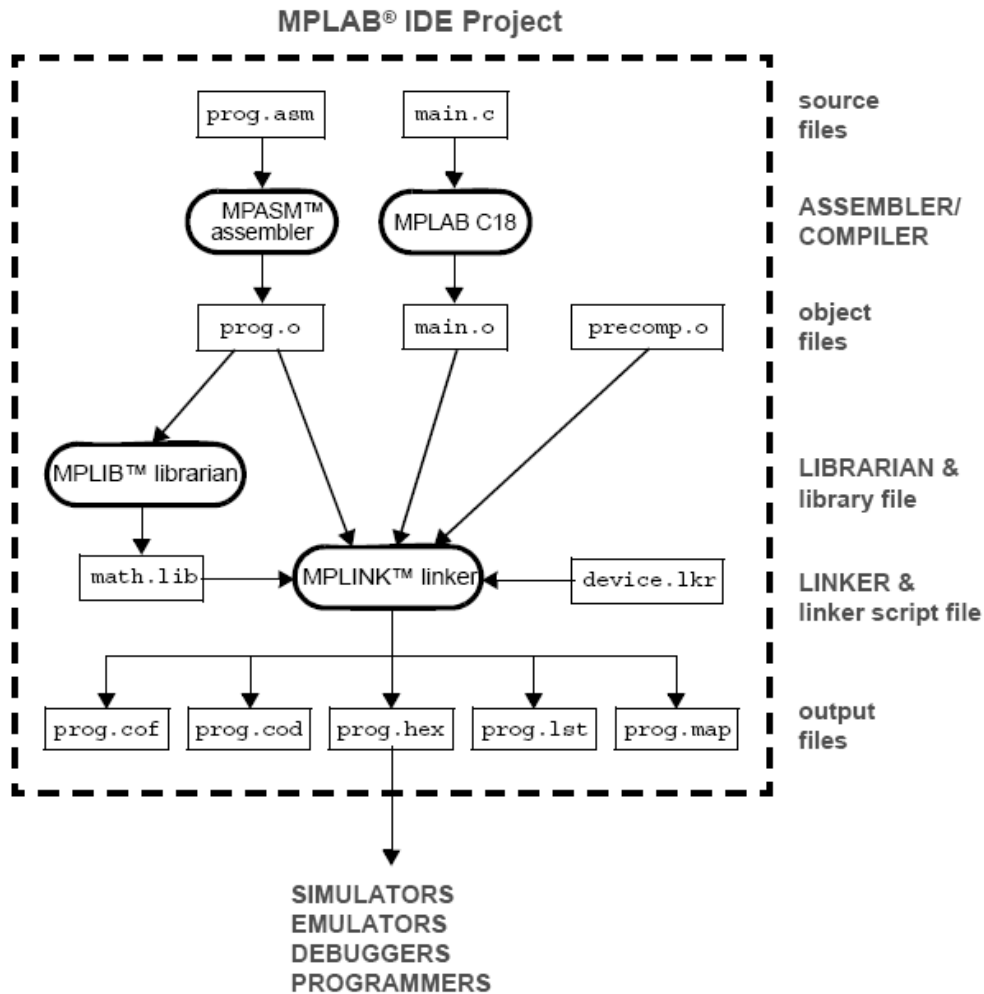 MPLAB® IDE Project
prog.asm main.c source
files
MPASM™
assembler MPLAB C18 ASSEMBLER/
COMPILER
prog.o main.o precomp.o object
files
MPLIB™ librarian LIBRARIAN &
library file
math.lib MPLINK™ linker device.lkr LINKER &
linker script file
prog.cof prog.cod prog.hex prog.lst prog.map output
files
SIMULATORS
EMULATORS
DEBUGGERS
PROGRAMMERS